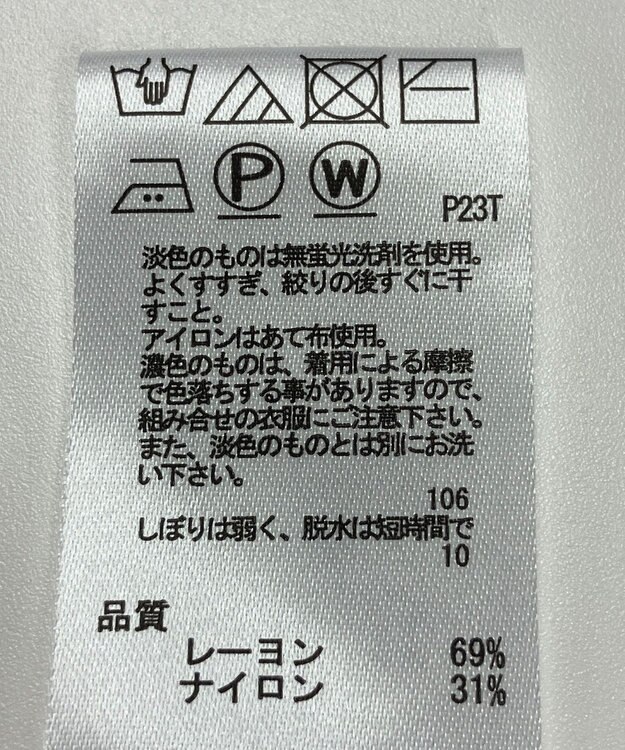 P
W
P23T
淡色のものは無蛍光洗剤を使用。
よくすすぎ、絞りの後すぐに干
すこと。
アイロンはあて布使用。
濃色のものは、着用による摩擦
で色落ちする事がありますので、
組み合せの衣服にご注意下さい。
また、淡色のものとは別にお洗
い下さい。
106
しぼりは弱く、脱水は短時間で
10
品質
レーヨン 69%
ナイロン 31%